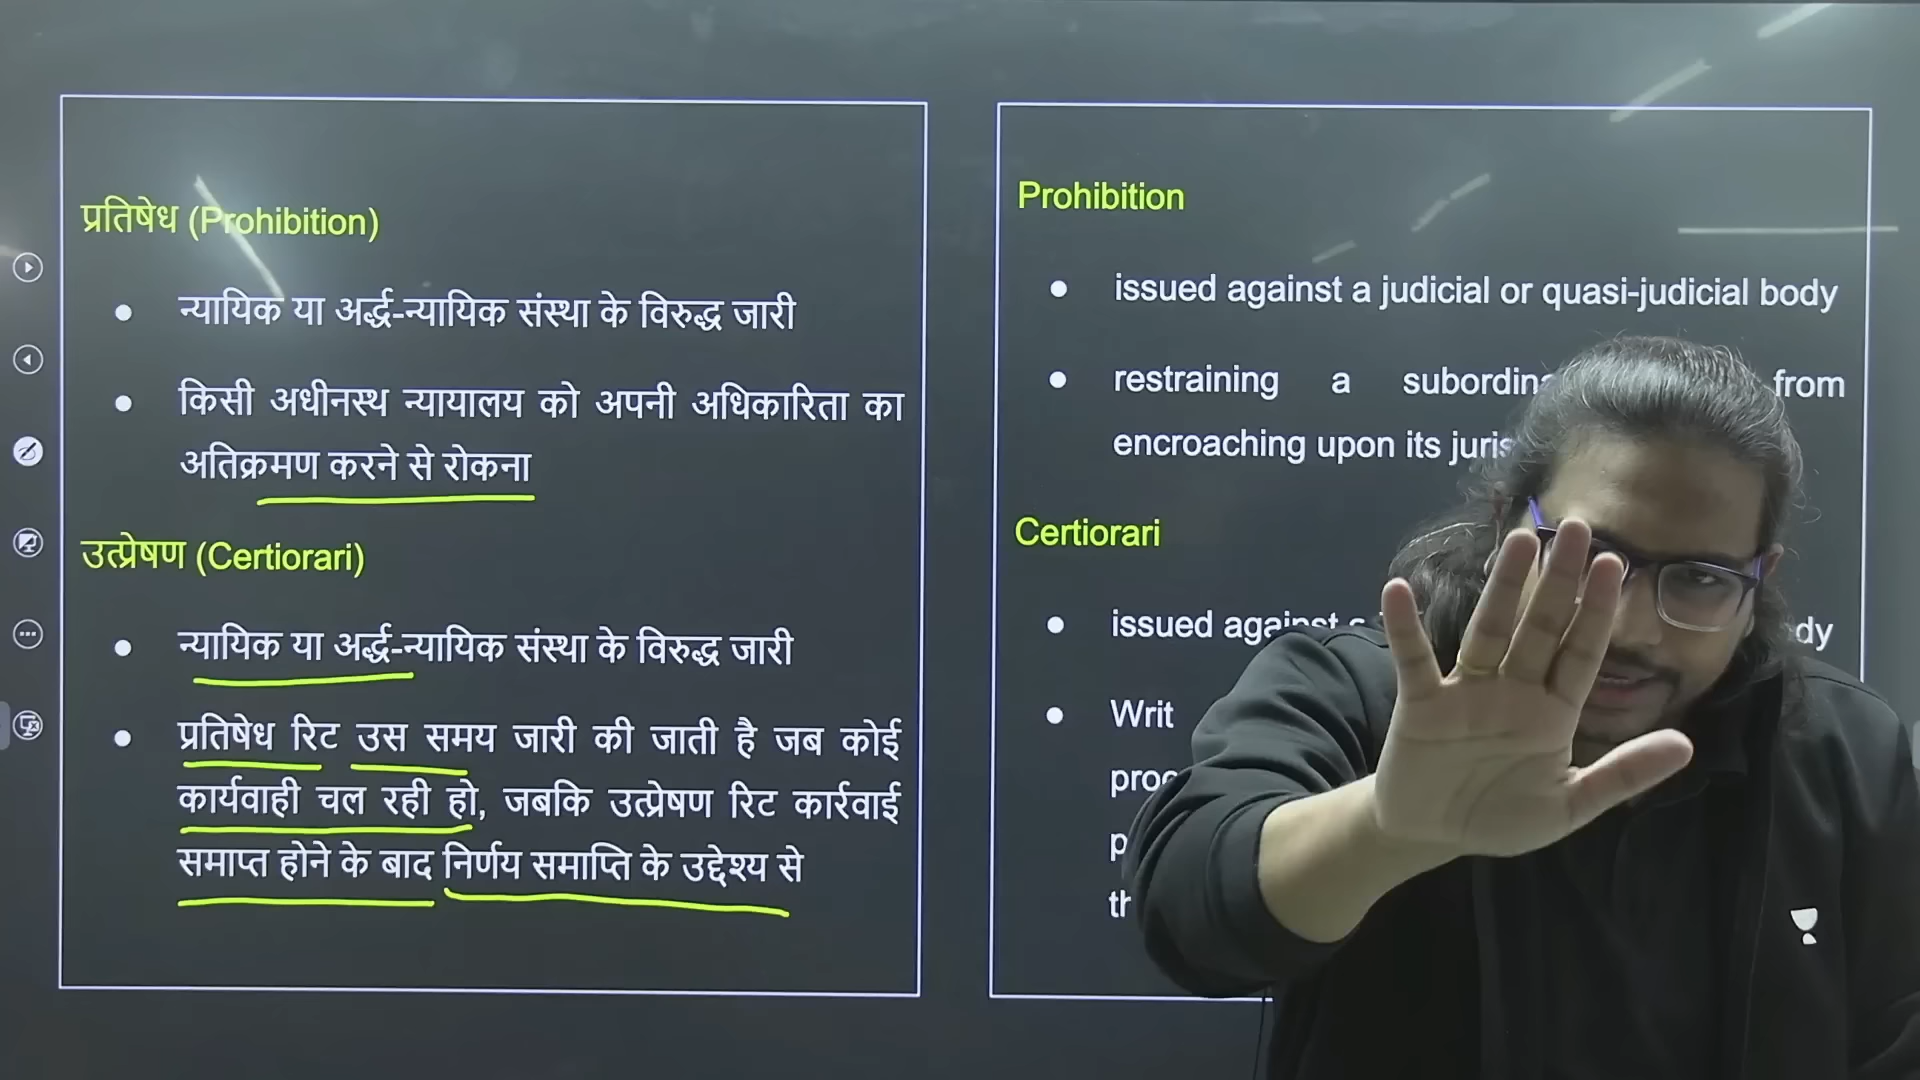 प्रतिषेध (Prohibition)
● न्यायिक या अर्द्ध-न्यायिक संस्था के विरुद्ध जारी
● किसी अधीनस्थ न्यायालय को अपनी अधिकारिता का
अतिक्रमण करने से रोकना
उत्प्रेषण (Certiorari)
● न्यायिक या अर्द्ध-न्यायिक संस्था के विरुद्ध जारी
● प्रतिषेध रिट उस समय जारी की जाती है जब कोई
कार्यवाही चल रही हो, जबकि उत्प्रेषण रिट कार्रवाई
समाप्त होने के बाद निर्णय समाप्ति के उद्देश्य से
Prohibition
● issued against a judicial or quasi-judicial body
● restraining a from
encroaching upon its
Certiorari
● issued against
● Writ